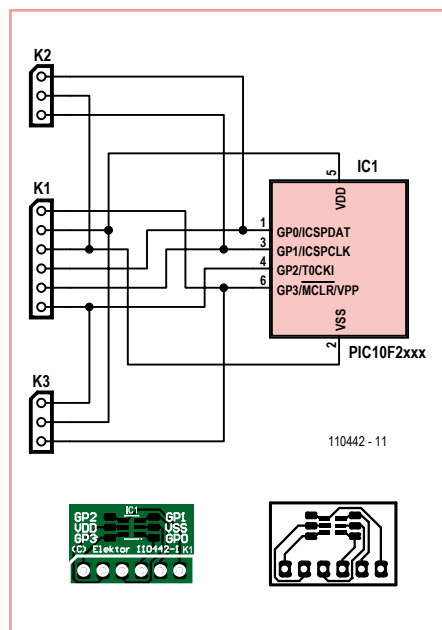 K2
IC1
5
VDD
K1
1
GP0/ICSPDAT
3
GP1/ICSPCLK
4
GP2/T0CKI
6
GP3/MCLR/VPP
VSS
2
PIC10F2xxx
K3
110442 - 11
IC1
GP2
GP1
VDD
VSS
GP3
GP0
(C) Elektor 110442-1
K1